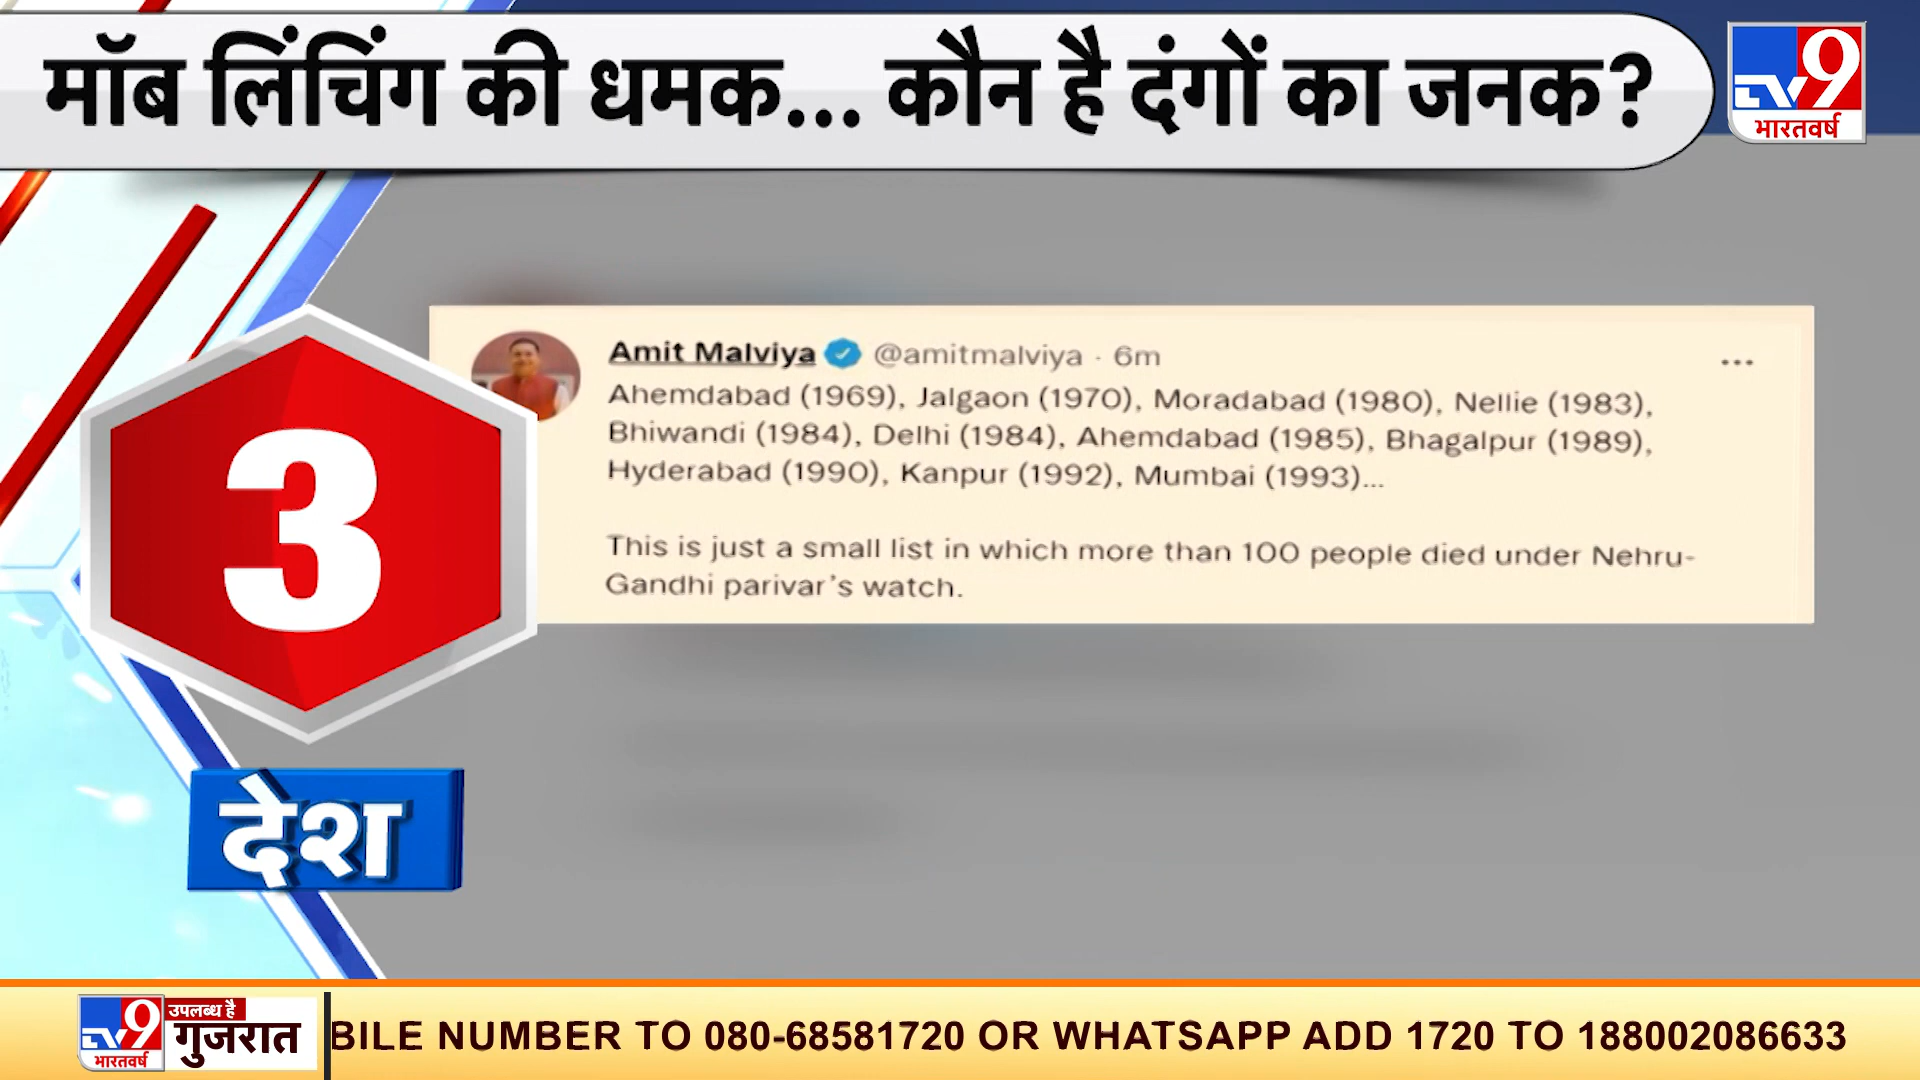 मॉब लिंचिंग की धमक... कौन है दंगों का जनक?
TV9
भारतवर्ष
Amit Malviya @amitmalviya · 6m
Ahemdabad (1969), Jalgaon (1970), Moradabad (1980), Nellie (1983),
Bhiwandi (1984), Delhi (1984), Ahemdabad (1985), Bhagalpur (1989),
Hyderabad (1990), Kanpur (1992), Mumbai (1993)...
This is just a small list in which more than 100 people died under Nehru-
Gandhi parivar's watch.
3
देश
TV9
भारतवर्ष
उपलब्ध है
गुजरात
BILE NUMBER TO 080-68581720 OR WHATSAPP ADD 1720 TO 188002086633